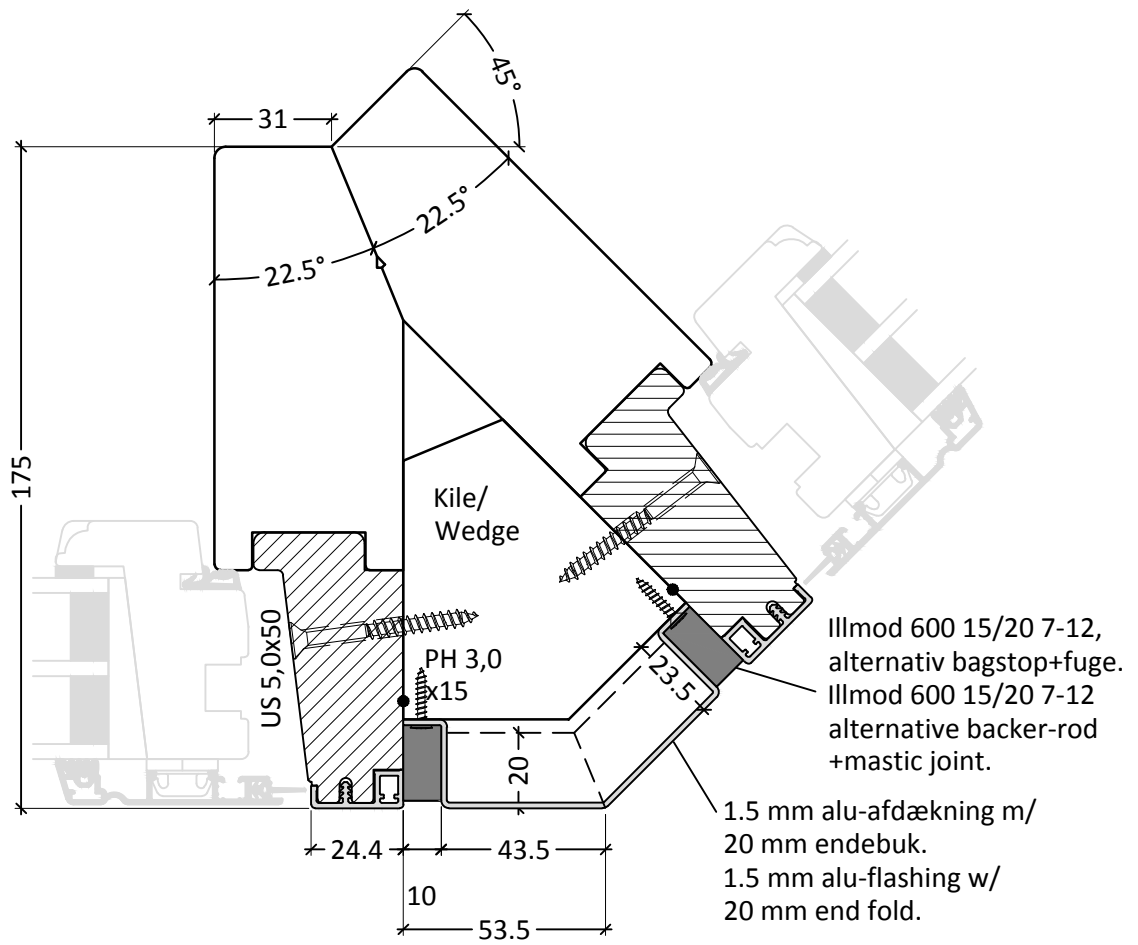 45°
31
22.5°
22.5°
175
Kile/
Wedge
US 5,0x50
PH 3,0
x15
23.5
20
Illmod 600 15/20 7-12,
alternativ bagstop+fuge.
Illmod 600 15/20 7-12
alternative backer-rod
+mastic joint.
1.5 mm alu-afdækning m/
20 mm endebuk.
1.5 mm alu-flashing w/
20 mm end fold.
24.4
43.5
10
53.5